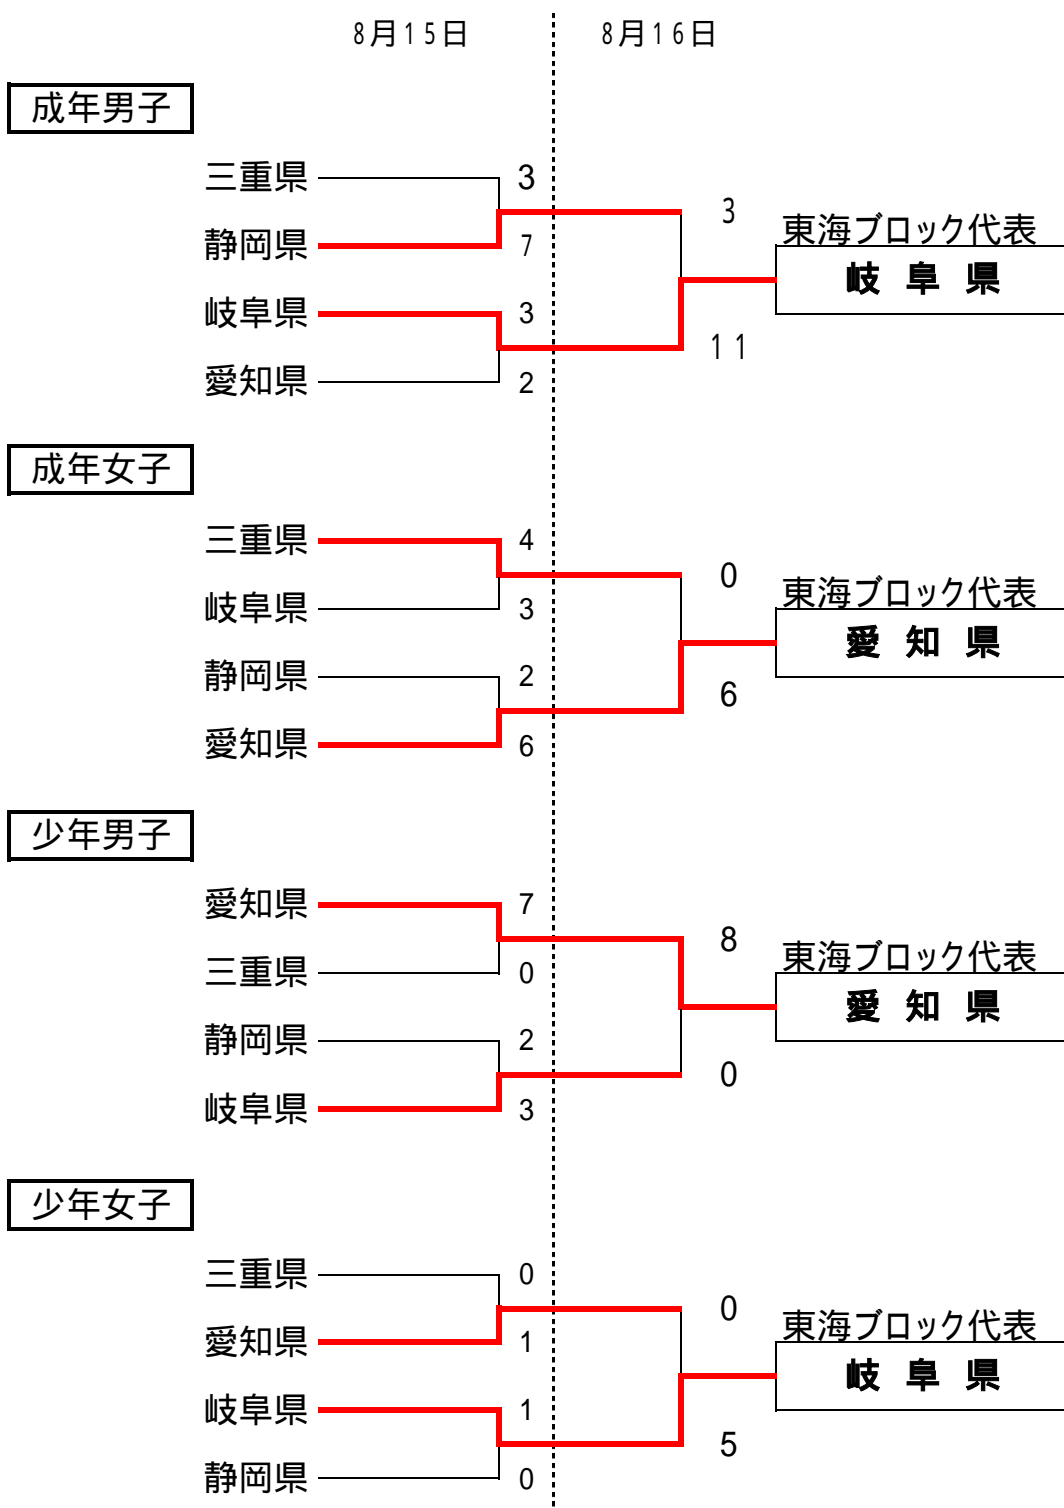 8月15日 8月16日
成年男子
三重県 3
静岡県 7
岐阜県 3
愛知県 2
3
11
東海ブロック代表
岐阜県
成年女子
三重県 4
岐阜県 3
静岡県 2
愛知県 6
0
6
東海ブロック代表
愛知県
少年男子
愛知県 7
三重県 0
静岡県 2
岐阜県 3
8
0
東海ブロック代表
愛知県
少年女子
三重県 0
愛知県 1
岐阜県 1
静岡県 0
0
5
東海ブロック代表
岐阜県